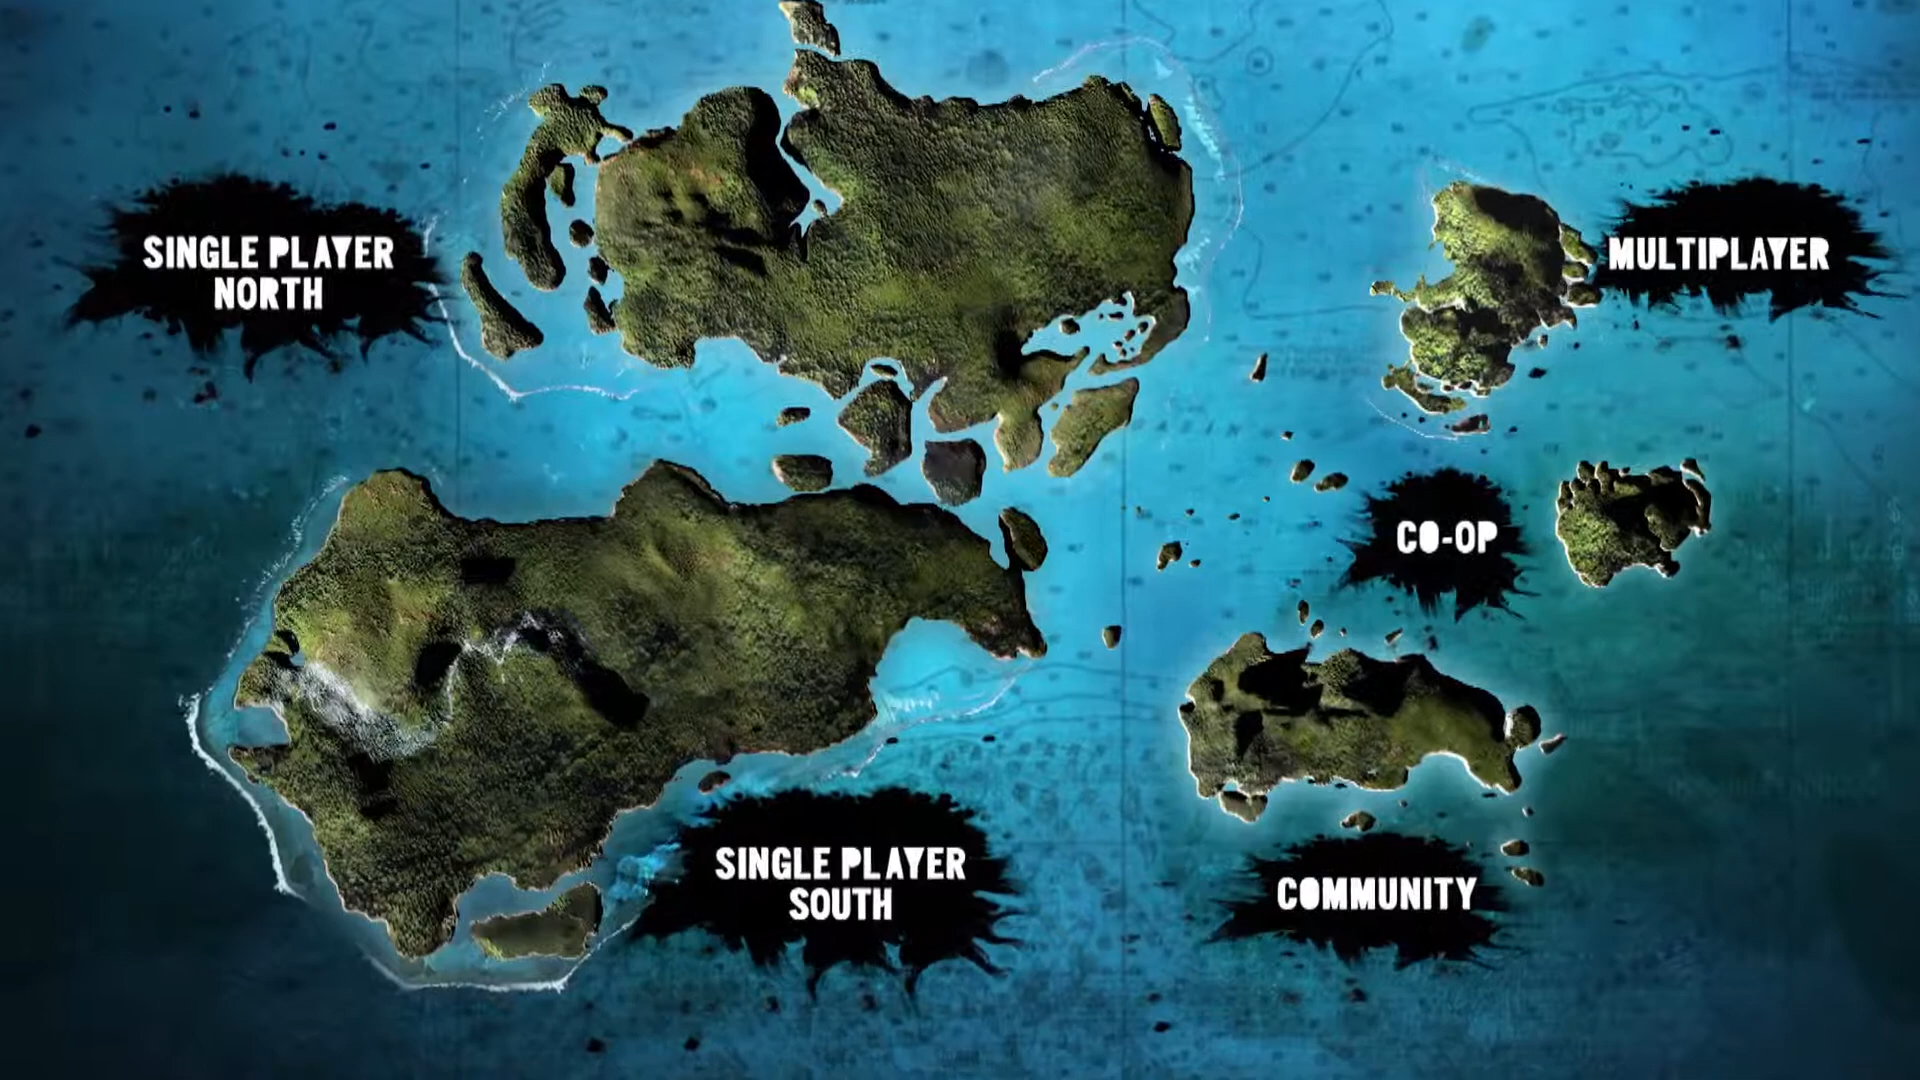 SINGLE PLAYER
NORTH
MULTIPLAYER
CO-OP
SINGLE PLAYER
SOUTH
COMMUNITY